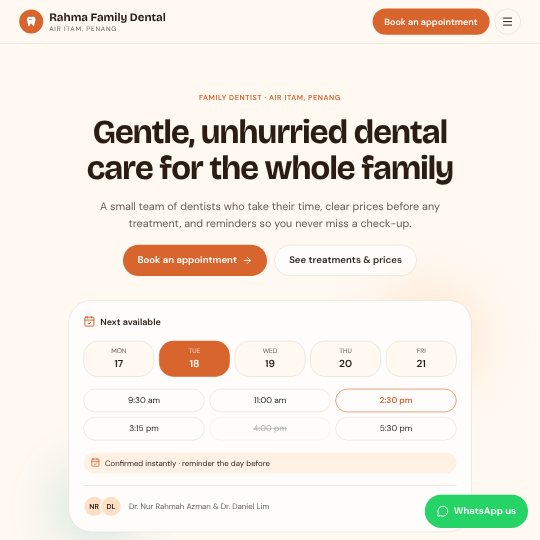 Rahma Family Dental
AIR ITAM, PENANG
Book an appointment
FAMILY DENTIST · AIR ITAM, PENANG
Gentle, unhurried dental
care for the whole family
A small team of dentists who take their time, clear prices before any
treatment, and reminders so you never miss a check-up.
Book an appointment →
See treatments & prices
Next available
MON TUE WED THU FRI
17 18 19 20 21
9:30 am 11:00 am 2:30 pm
3:15 pm 4:00 pm 5:30 pm
Confirmed instantly · reminder the day before
NR DL Dr. Nur Rahmah Azman & Dr. Daniel Lim
WhatsApp us